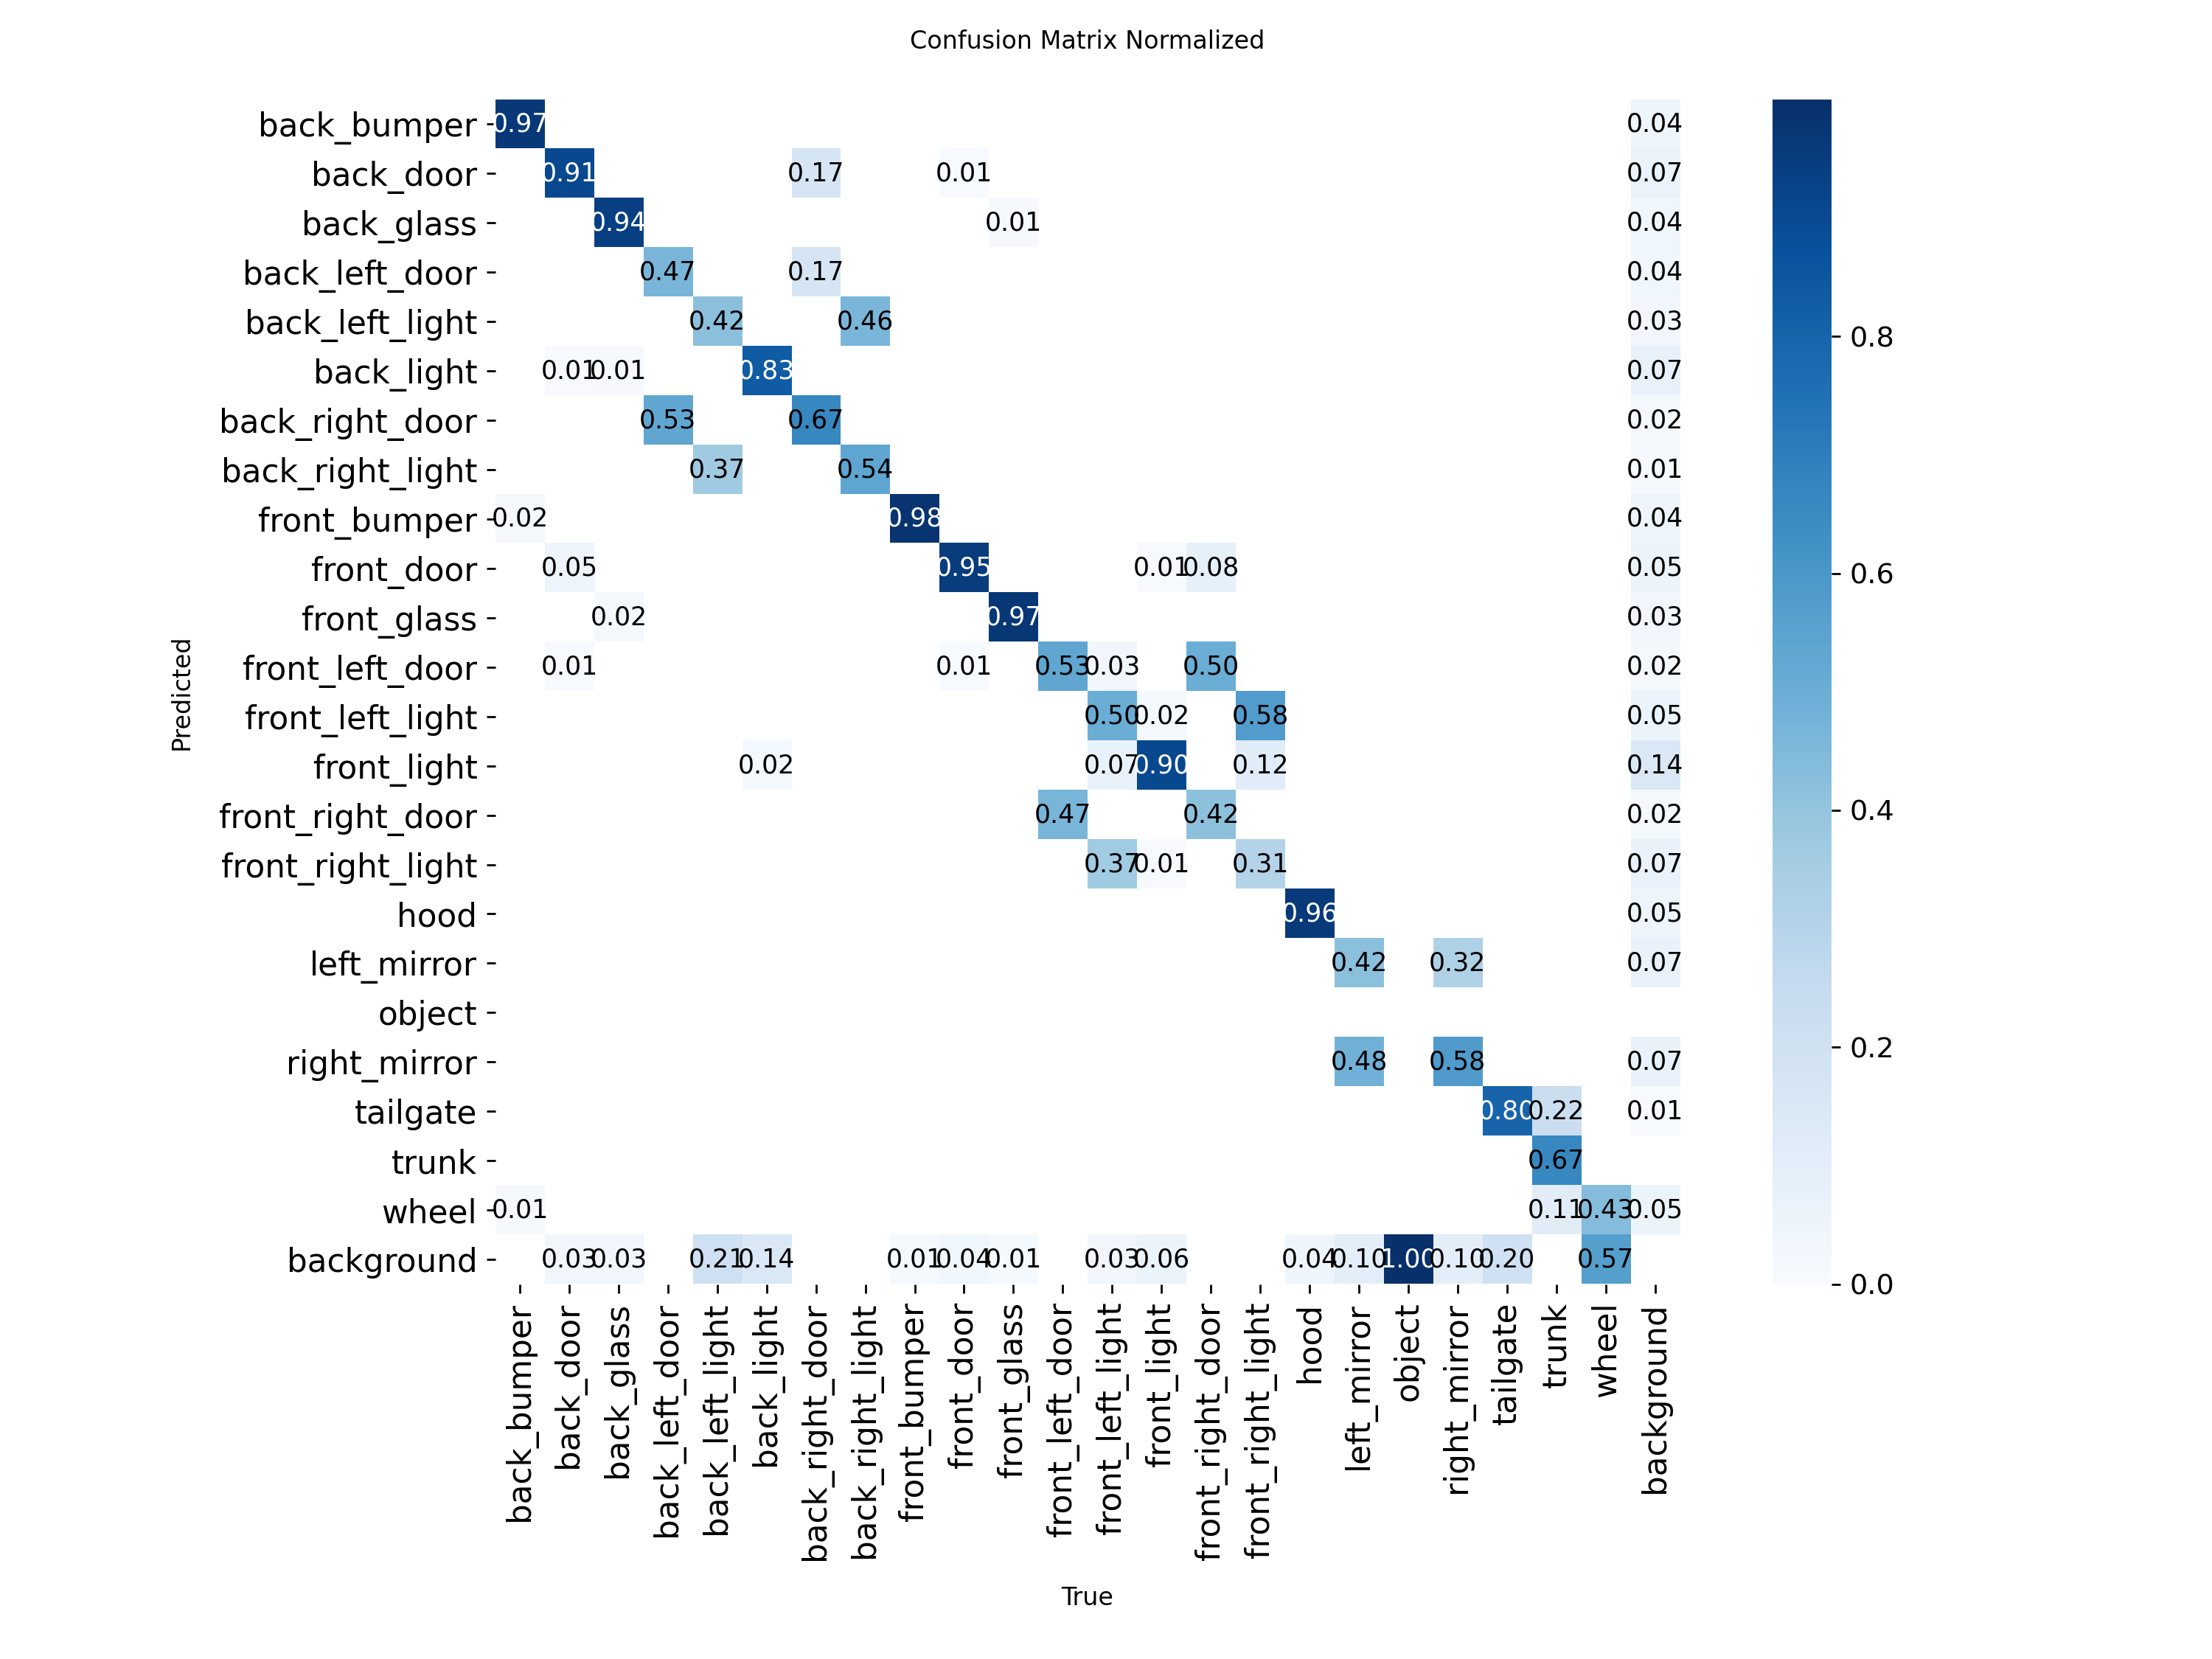 Confusion Matrix Normalized
back_bumper 0.97 0.04
back_door 0.91 0.17 0.01 0.07
back_glass 0.94 0.01 0.04
back_left_door 0.47 0.17 0.04
back_left_light 0.42 0.46 0.03
back_light 0.01 0.01 0.83 0.07
back_right_door 0.53 0.67 0.02
back_right_light 0.37 0.54 0.01
front_bumper 0.02 0.98 0.04
front_door 0.05 0.95 0.01 0.08 0.05
front_glass 0.02 0.97 0.03
front_left_door 0.01 0.01 0.53 0.03 0.50 0.02
front_left_light 0.50 0.02 0.58 0.05
front_light 0.02 0.07 0.90 0.12 0.14
front_right_door 0.47 0.42 0.02
front_right_light 0.37 0.01 0.31 0.07
hood 0.96 0.05
left_mirror 0.42 0.32 0.07
object
right_mirror 0.48 0.58 0.07
tailgate 0.80 0.22 0.01
trunk 0.67
wheel 0.01 0.11 0.43 0.05
background 0.03 0.03 0.21 0.14 0.01 0.04 0.01 0.03 0.06 0.04 0.10 1.00 0.10 0.20 0.57
Predicted
back_bumper
back_door
back_glass
back_left_door
back_left_light
back_light
back_right_door
back_right_light
front_bumper
front_door
front_glass
front_left_door
front_left_light
front_light
front_right_door
front_right_light
hood
left_mirror
object
right_mirror
tailgate
trunk
wheel
background
True
0.8
0.6
0.4
0.2
0.0